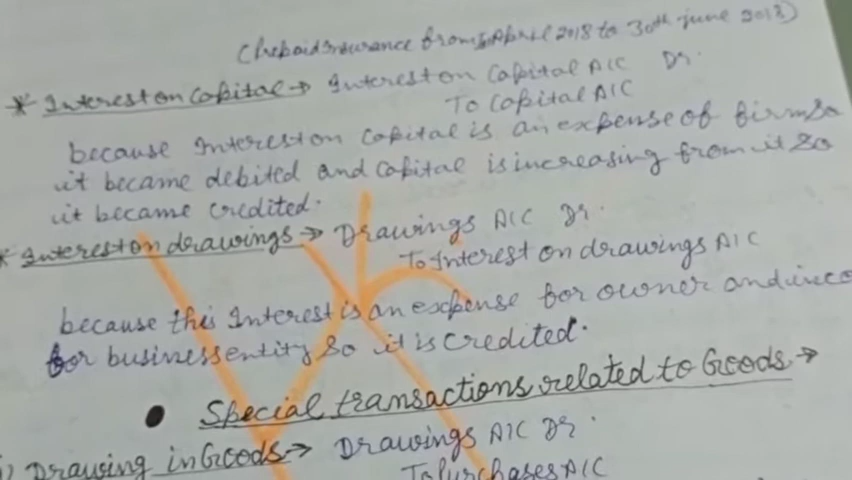 (Prepaid Insurance from 1 April 2018 to 30th june 2018)
* Interest on Capital → Interest on Capital A/C Dr.
To Capital A/C
because Interest on Capital is an expense of firm so
it became debited and Capital is increasing from it so
it became credited.
* Interest on drawings → Drawings A/C Dr.
To Interest on drawings A/C
because this Interest is an expense for owner and inco
for business entity so it is credited.
• Special transactions related to Goods →
i) Drawing in Goods → Drawings A/C Dr.
To Purchases A/C